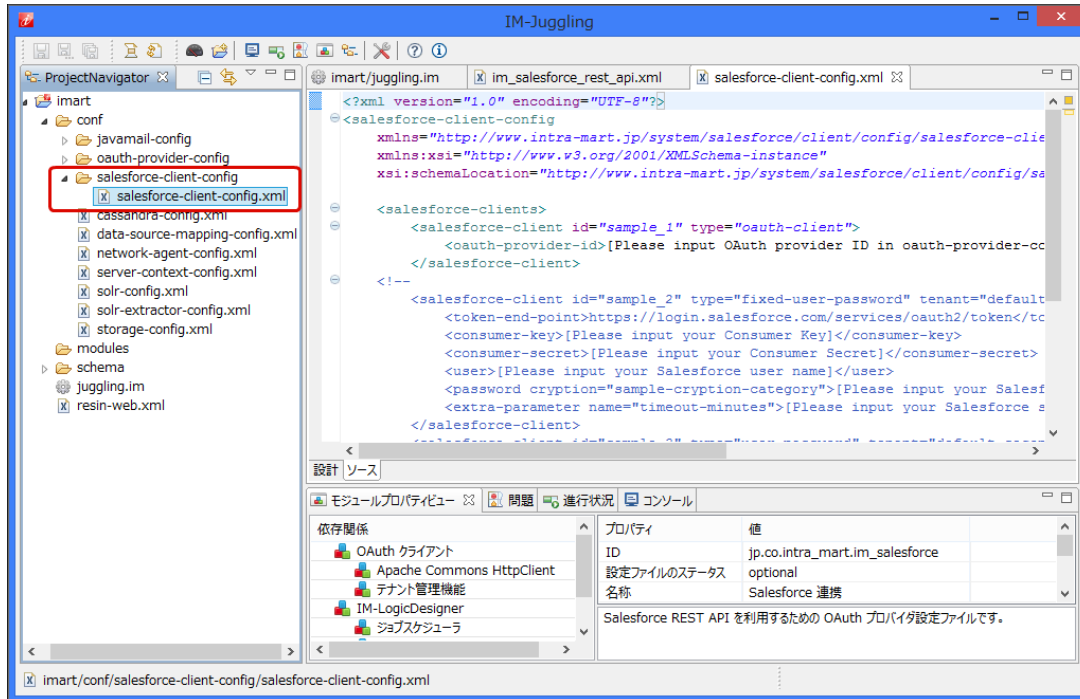 IM-Juggling
ProjectNavigator
imart
conf
javamail-config
oauth-provider-config
salesforce-client-config
salesforce-client-config.xml
cassandra-config.xml
data-source-mapping-config.xml
network-agent-config.xml
server-context-config.xml
solr-config.xml
solr-extractor-config.xml
storage-config.xml
modules
schema
juggling.im
resin-web.xml
imart/juggling.im im_salesforce_rest_api.xml salesforce-client-config.xml
<?xml version="1.0" encoding="UTF-8"?>
<salesforce-client-config
xmlns="http://www.intra-mart.jp/system/salesforce/client/config/salesforce-clie
xmlns:xsi="http://www.w3.org/2001/XMLSchema-instance"
xsi:schemaLocation="http://www.intra-mart.jp/system/salesforce/client/config/sa
<salesforce-clients>
<salesforce-client id="sample_1" type="oauth-client">
<oauth-provider-id>[Please input OAuth provider ID in oauth-provider-co
</salesforce-client>
<!--
<salesforce-client id="sample_2" type="fixed-user-password" tenant="default
<token-end-point>https://login.salesforce.com/services/oauth2/token</to
<consumer-key>[Please input your Consumer Key]</consumer-key>
<consumer-secret>[Please input your Consumer Secret]</consumer-secret>
<user>[Please input your Salesforce user name]</user>
<password cryption="sample-cryption-category">[Please input your Salesf
<extra-parameter name="timeout-minutes">[Please input your Salesforce s
</salesforce-client>
設計 ソース
モジュールプロパティビュー 問題 進行状況 コンソール
依存関係
OAuth クライアント
Apache Commons HttpClient
テナント管理機能
IM-LogicDesigner
ジョブスケジューラ
プロパティ 値
ID jp.co.intra_mart.im_salesforce
設定ファイルのステータス optional
名称 Salesforce 連携
Salesforce REST API を利用するための OAuth プロバイダ設定ファイルです。
imart/conf/salesforce-client-config/salesforce-client-config.xml